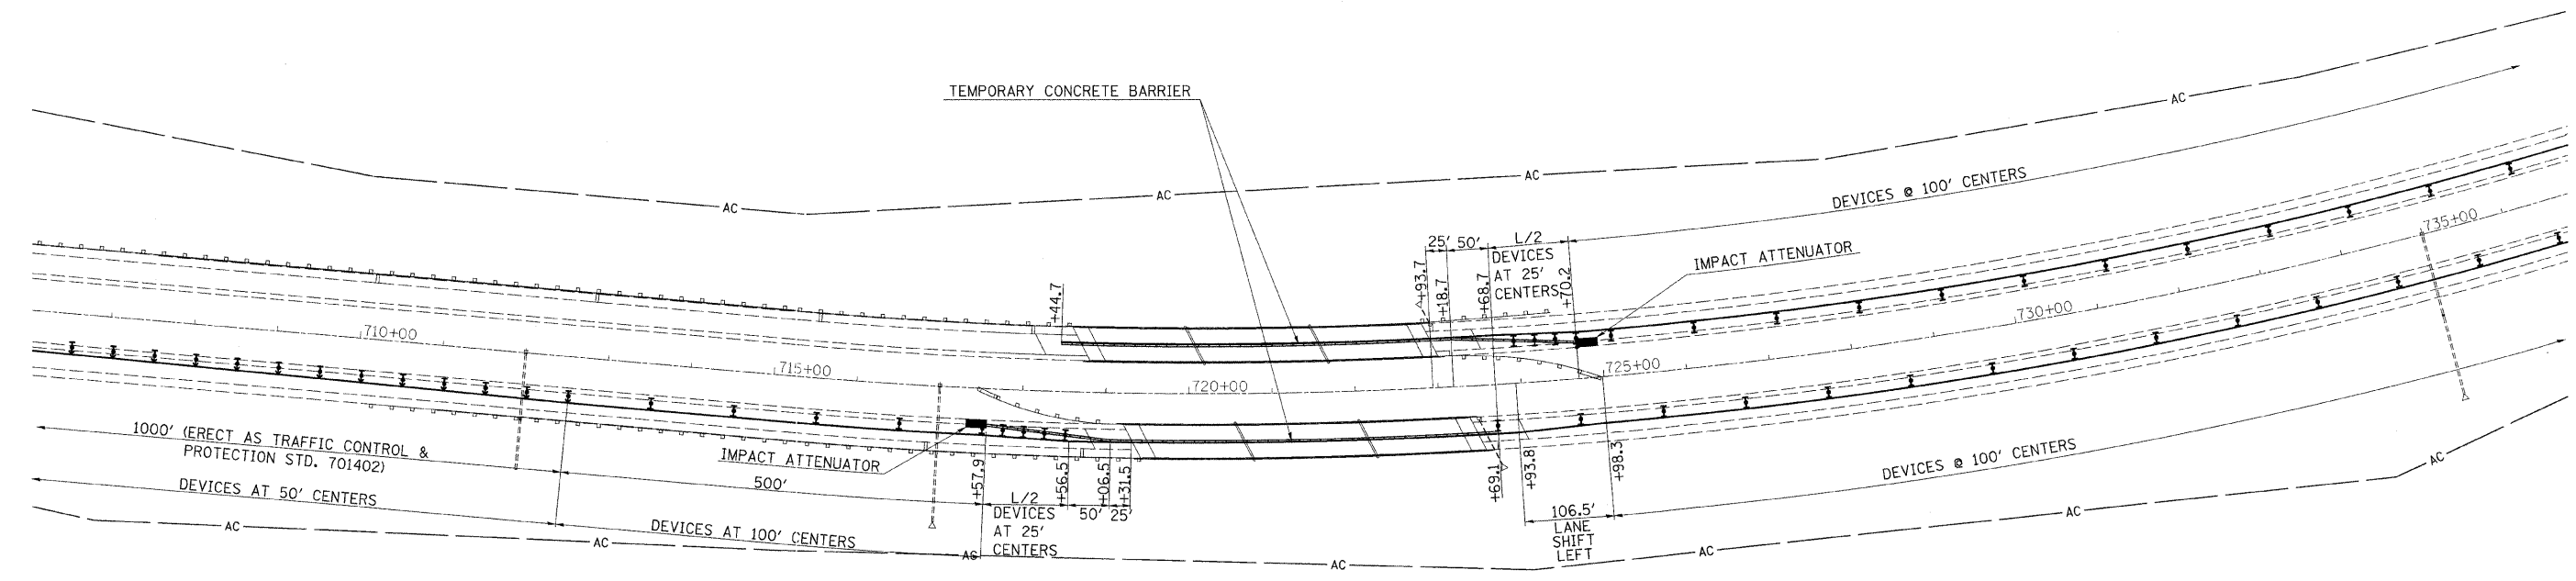 TEMPORARY CONCRETE BARRIER
AC
AC
AC
AC
DEVICES @ 100' CENTERS
735+00
25' 50'
L/2
DEVICES
AT 25'
CENTERS
IMPACT ATTENUATOR
+44.7
+93.7
+18.7
+68.7
+70.2
710+00
715+00
720+00
725+00
730+00
1000' (ERECT AS TRAFFIC CONTROL &
PROTECTION STD. 701402)
IMPACT ATTENUATOR
500'
DEVICES AT 50' CENTERS
DEVICES AT 100' CENTERS
+57.9
+56.5
+06.5
+31.5
L/2
DEVICES
AT 25'
CENTERS
50' 25'
+69.1
+93.8
+98.3
106.5'
LANE
SHIFT
LEFT
DEVICES @ 100' CENTERS
AC
AC
AC
AC
AC
AC
AC